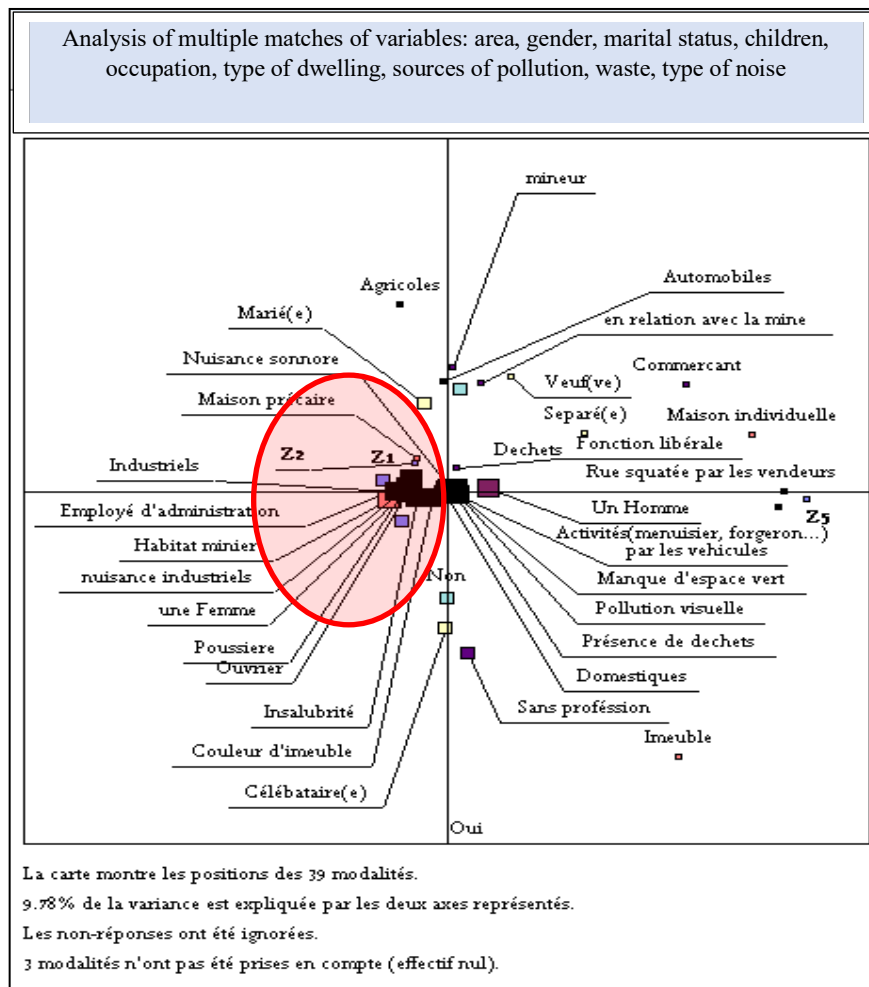 Analysis of multiple matches of variables: area, gender, marital status, children,
occupation, type of dwelling, sources of pollution, waste, type of noise
mineur
Agricoles
Automobiles
Marié(e)
en relation avec la mine
Nuisance sonnore
Commercant
Veuf(ve)
Maison précaire
Separé(e)
Maison individuelle
Z2
Z1
Dechets
Fonction libérale
Industriels
Rue squatée par les vendeurs
Employé d'administration
Un Homme
Z5
Activités(menuisier, forgeron...)
Habitat minier
par les vehicules
nuisance industriels
Non
Manque d'espace vert
une Femme
Pollution visuelle
Poussiere
Présence de dechets
Ouvrier
Domestiques
Insalubrité
Sans proféssion
Imeuble
Couleur d'imeuble
Célébataire(e)
Oui
La carte montre les positions des 39 modalités.
9.78% de la variance est expliquée par les deux axes représentés.
Les non-réponses ont été ignorées.
3 modalités n'ont pas été prises en compte (effectif nul).